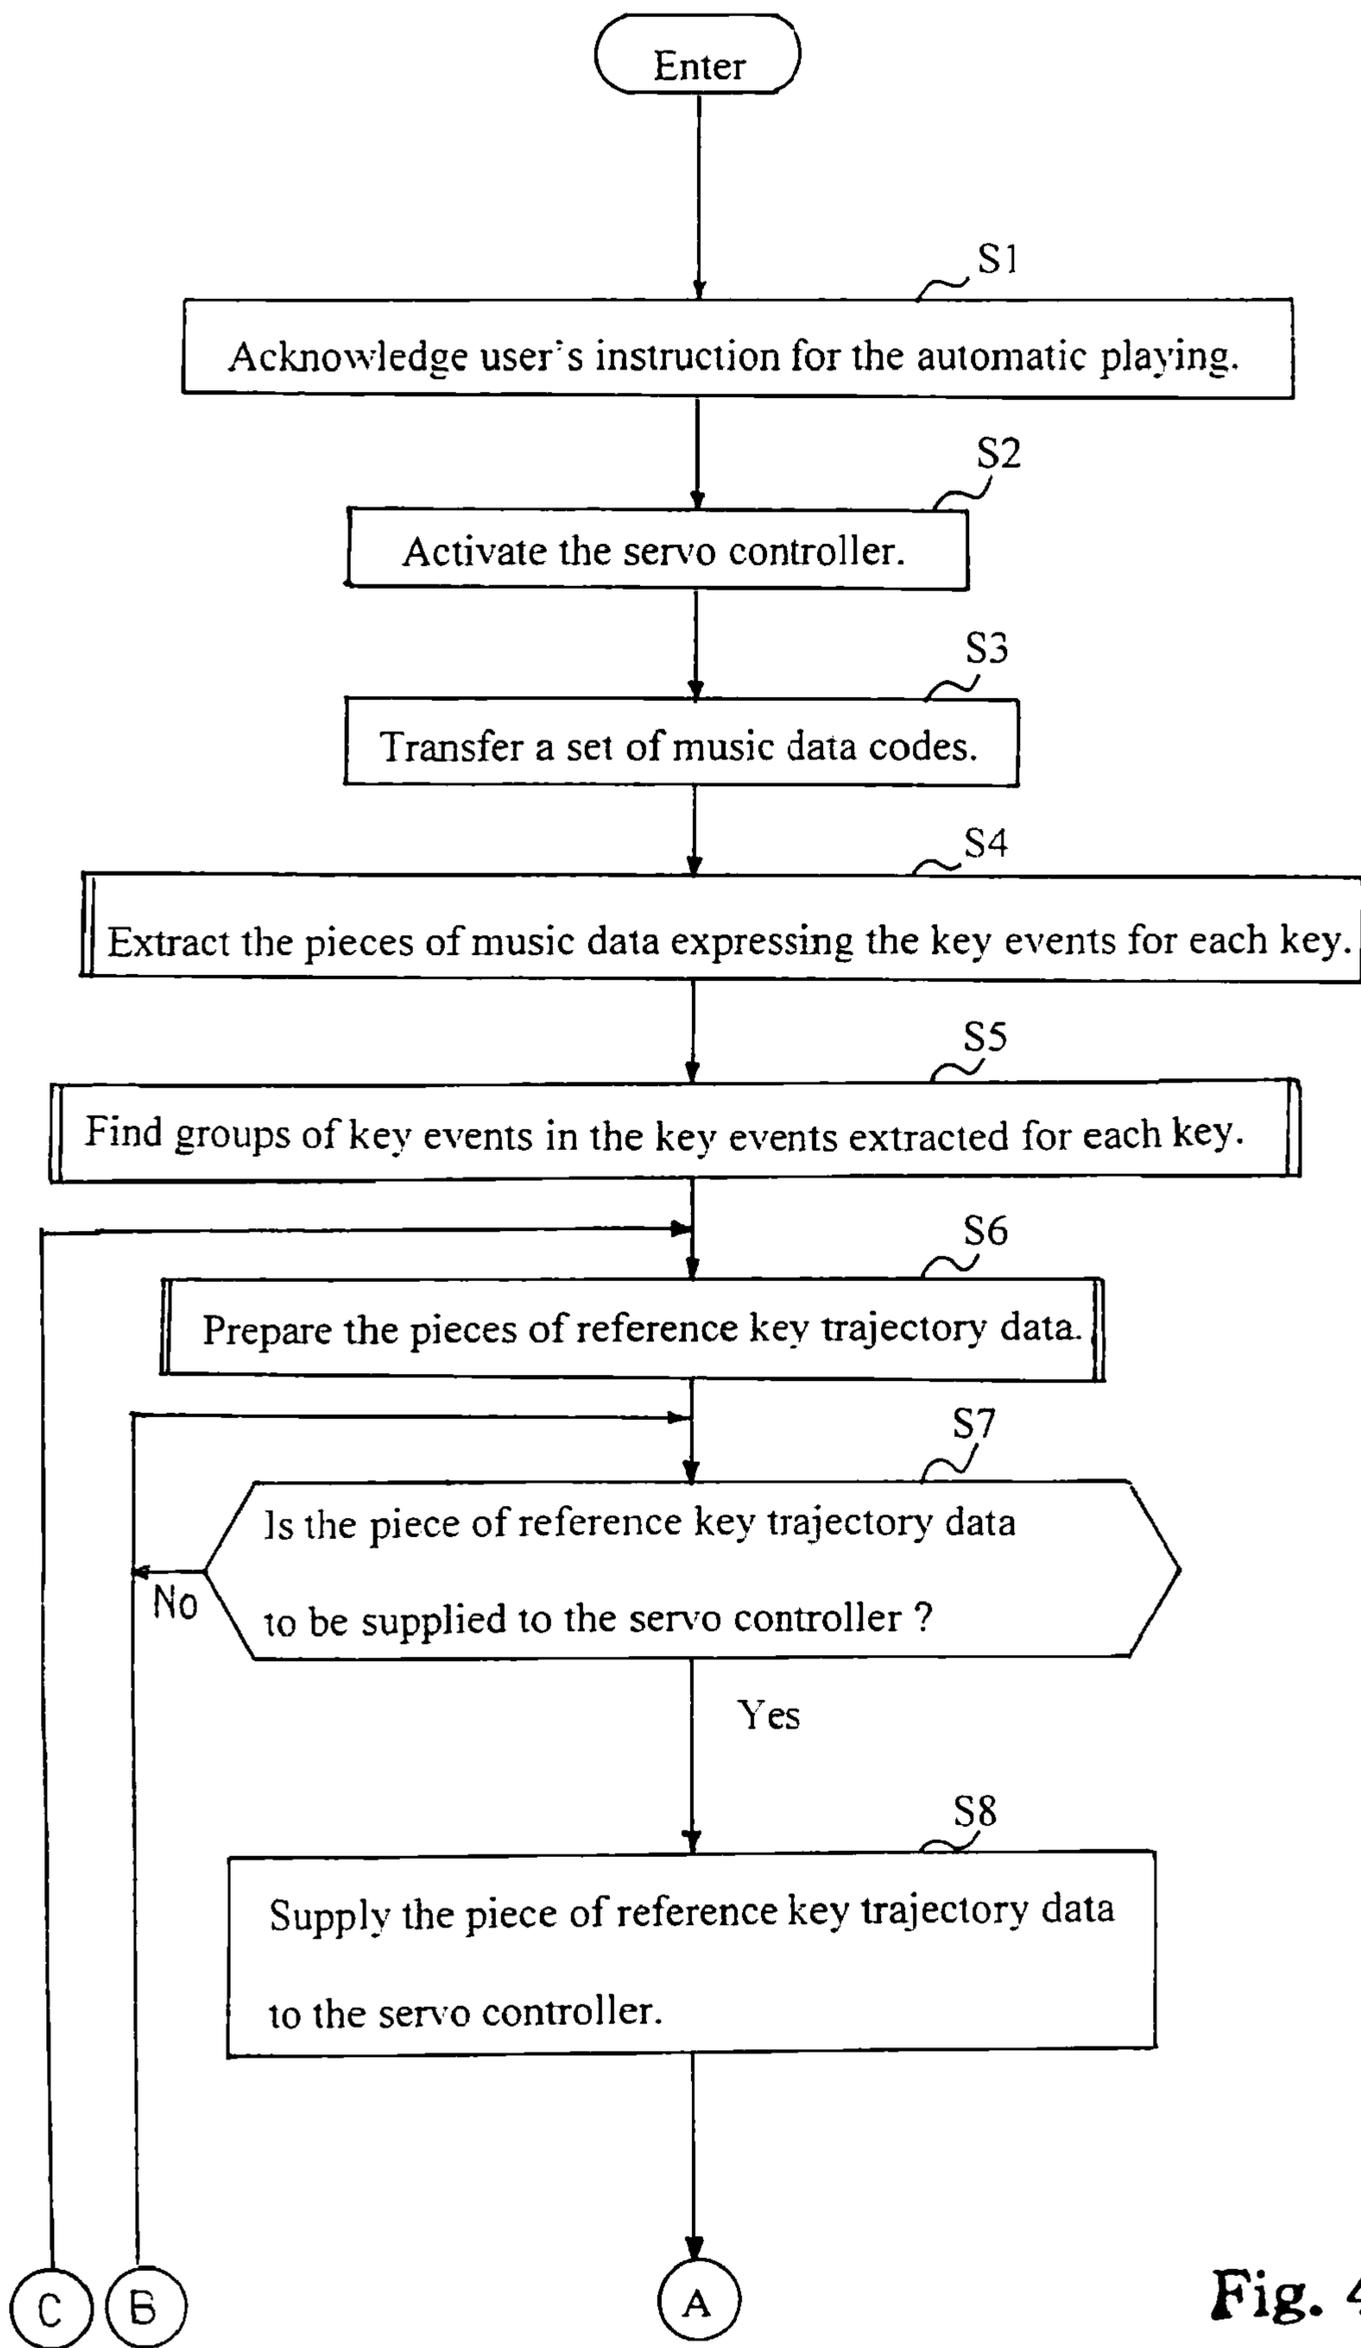 Enter
S1
Acknowledge user's instruction for the automatic playing.
S2
Activate the servo controller.
S3
Transfer a set of music data codes.
S4
Extract the pieces of music data expressing the key events for each key.
S5
Find groups of key events in the key events extracted for each key.
S6
Prepare the pieces of reference key trajectory data.
S7
Is the piece of reference key trajectory data
to be supplied to the servo controller ?
No
Yes
S8
Supply the piece of reference key trajectory data
to the servo controller.
C
B
A
Fig. 4